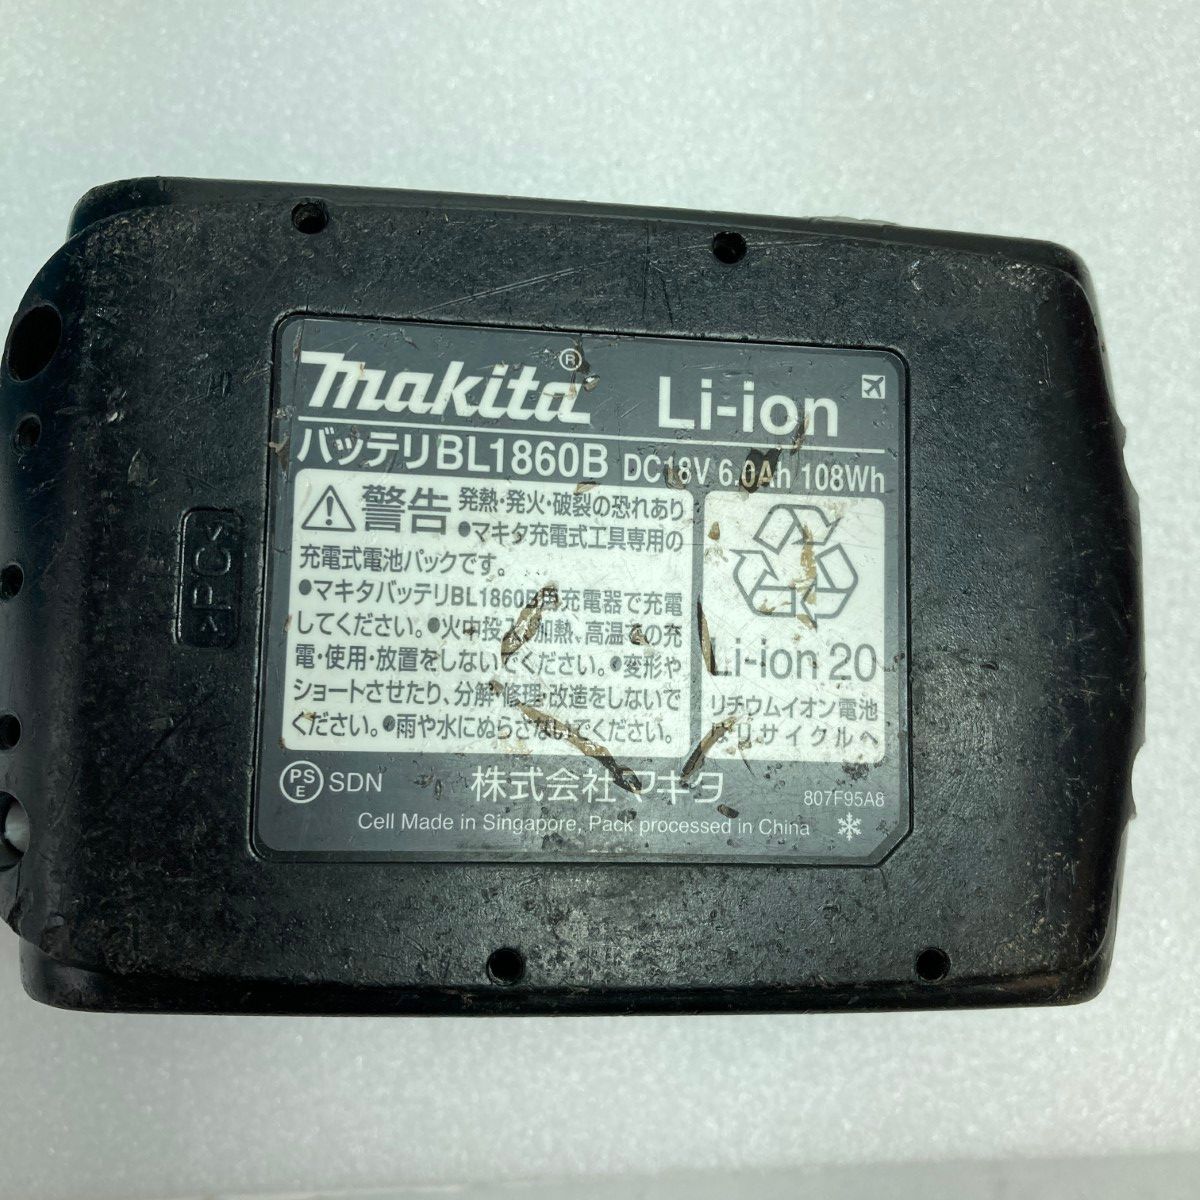 makita®
Li-ion
バッテリBL1860B DC18V 6.0Ah 108Wh
警告 発熱・発火・破裂の恐れあり
●マキタ充電式工具専用の
充電式電池パックです。
●マキタバッテリBL1860B用充電器で充電
してください。●火中投入、加熱、高温での充
電・使用・放置をしないでください。●変形や
ショートさせたり、分解・修理・改造をしないで
ください。●雨や水にぬらさないでください。
Li-ion 20
リチウムイオン電池
はリサイクルへ
PSE SDN
株式会社 マキタ
807F95A8
Cell Made in Singapore, Pack processed in China
>PC<